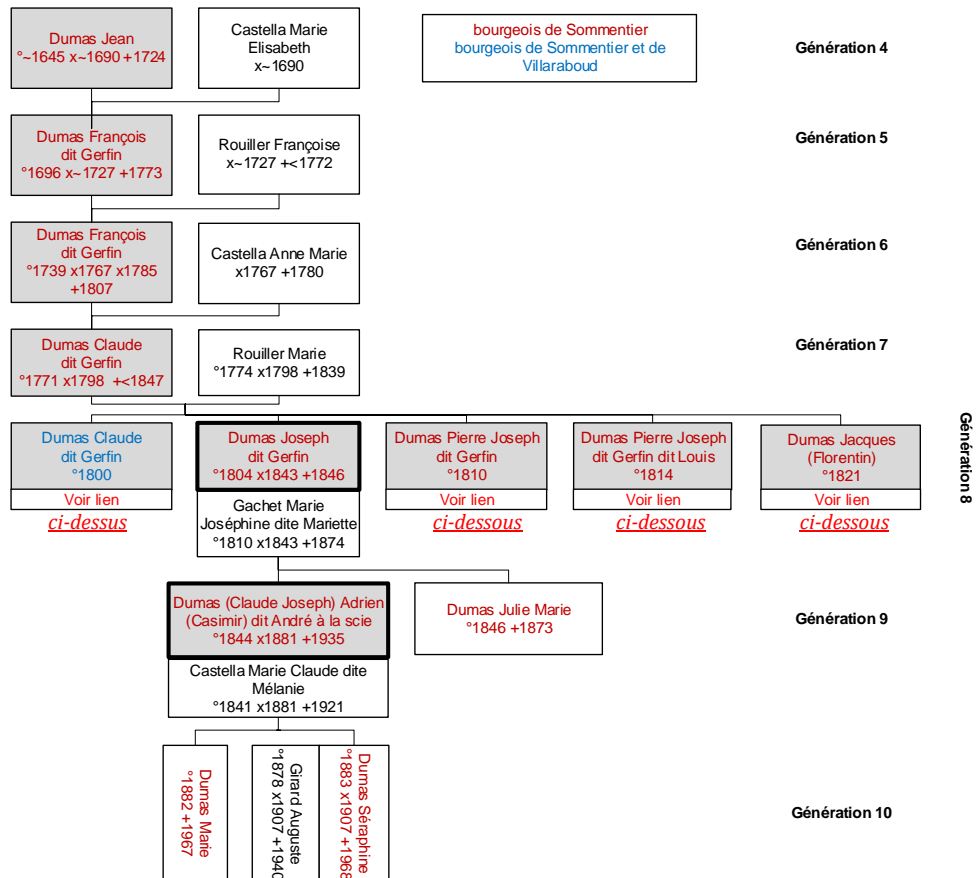 Dumas Jean
°~1645 x~1690 +1724
Castella Marie
Elisabeth
x~1690
bourgeois de Sommentier
bourgeois de Sommentier et de
Villaraboud
Génération 4
Dumas François
dit Gerfin
°1696 x~1727 +1773
Rouiller Françoise
x~1727 +<1772
Génération 5
Dumas François
dit Gerfin
°1739 x1767 x1785
+1807
Castella Anne Marie
x1767 +1780
Génération 6
Dumas Claude
dit Gerfin
°1771 x1798 +<1847
Rouiller Marie
°1774 x1798 +1839
Génération 7
Dumas Claude
dit Gerfin
°1800
Voir lien
ci-dessus
Dumas Joseph
dit Gerfin
°1804 x1843 +1846
Gachet Marie
Joséphine dite Mariette
°1810 x1843 +1874
Dumas Pierre Joseph
dit Gerfin
°1810
Voir lien
ci-dessous
Dumas Pierre Joseph
dit Gerfin dit Louis
°1814
Voir lien
ci-dessous
Dumas Jacques
(Florentin)
°1821
Voir lien
ci-dessous
Génération 8
Dumas (Claude Joseph) Adrien
(Casimir) dit André à la scie
°1844 x1881 +1935
Dumas Julie Marie
°1846 +1873
Génération 9
Castella Marie Claude dite
Mélanie
°1841 x1881 +1921
Dumas Marie
°1882 +1967
Girard Auguste
°1878 x1907 +1940
Dumas Séraphine
°1883 x1907 +1968
Génération 10